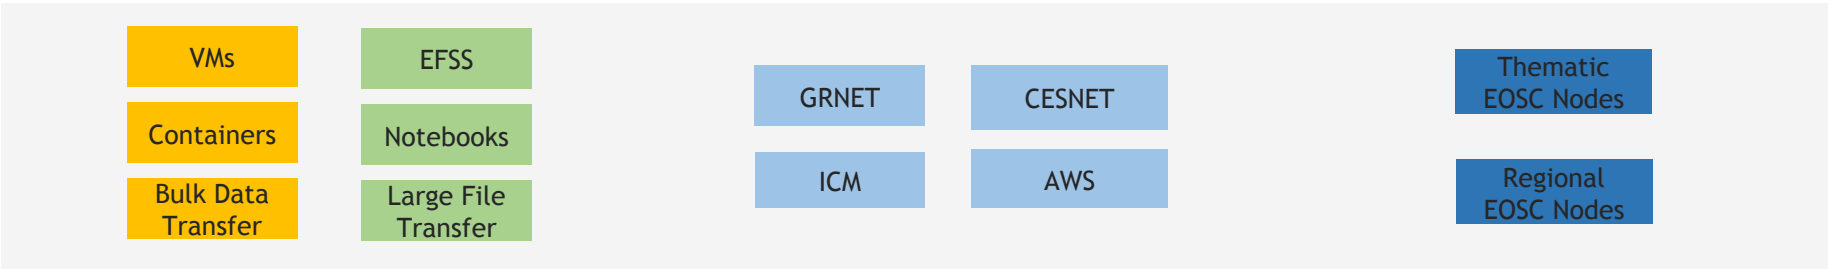 VMs
Containers
Bulk Data
Transfer
EFSS
Notebooks
Large File
Transfer
GRNET
CESNET
ICM
AWS
Thematic
EOSC Nodes
Regional
EOSC Nodes